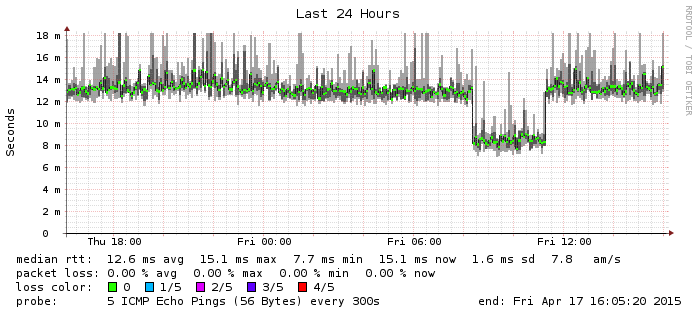 Last 24 Hours
RRDTOOL / TOBI OETIKER
Seconds
18 m
16 m
14 m
12 m
10 m
8 m
6 m
4 m
2 m
0
Thu 18:00 Fri 00:00 Fri 06:00 Fri 12:00
median rtt: 12.6 ms avg 15.1 ms max 7.7 ms min 15.1 ms now 1.6 ms sd 7.8 am/s
packet loss: 0.00 % avg 0.00 % max 0.00 % min 0.00 % now
loss color: 0 1/5 2/5 3/5 4/5
probe: 5 ICMP Echo Pings (56 Bytes) every 300s end: Fri Apr 17 16:05:20 2015